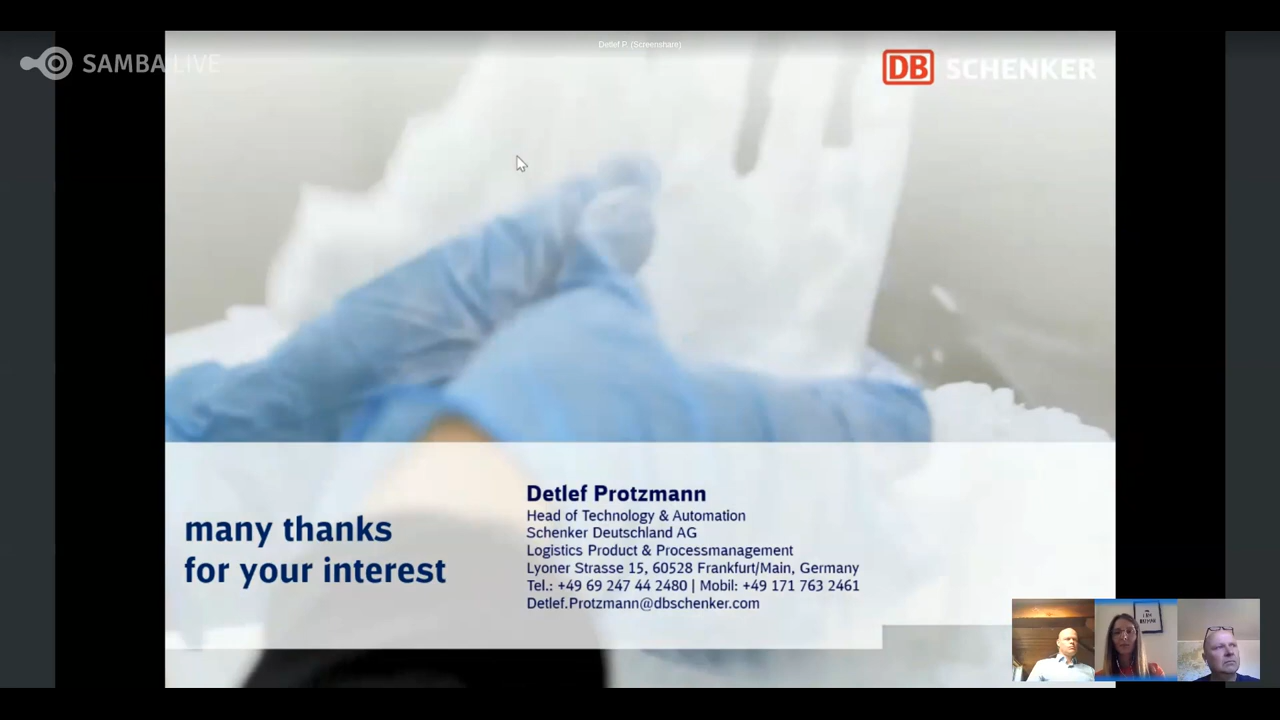 Detlef P. (Screenshare)
SAMBA LIVE
DB SCHENKER
many thanks
for your interest
Detlef Protzmann
Head of Technology & Automation
Schenker Deutschland AG
Logistics Product & Processmanagement
Lyoner Strasse 15, 60528 Frankfurt/Main, Germany
Tel.: +49 69 247 44 2480 | Mobil: +49 171 763 2461
Detlef.Protzmann@dbschenker.com